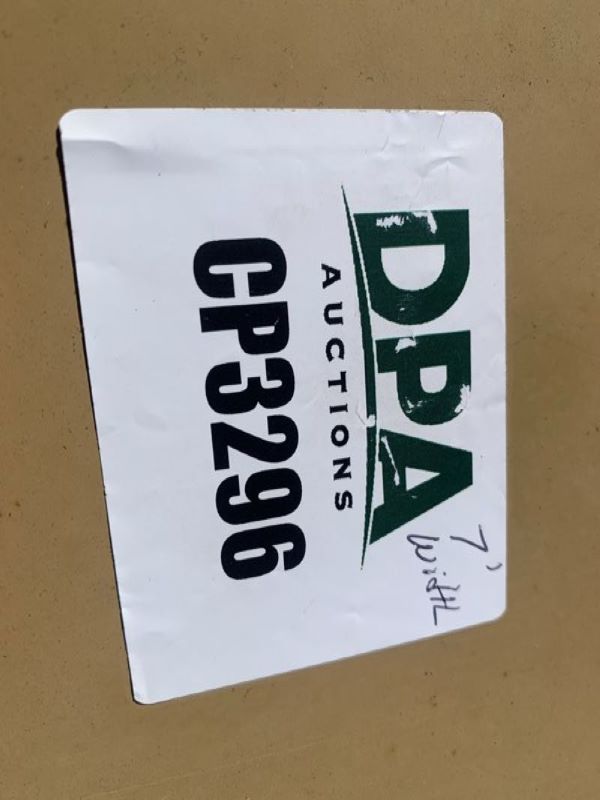 DPA
AUCTIONS
7'
Width
CP3296